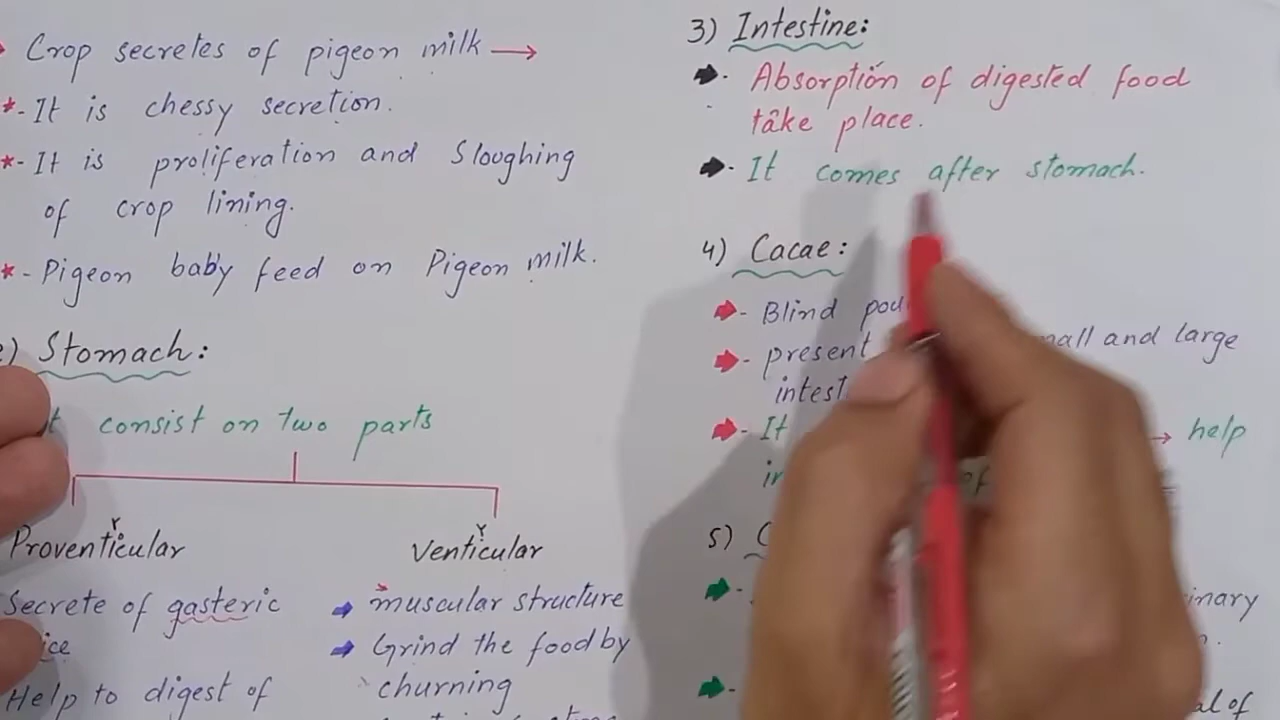 Crop secretes of pigeon milk →
*- It is chessy secretion.
*- It is proliferation and Sloughing
of crop lining.
*- Pigeon baby feed on Pigeon milk.
) Stomach:
consist on two parts
Proventicular
Secrete of gasteric
Help to digest of
Venticular
muscular structure
Grind the food by
churning
3) Intestine:
Absorption of digested food
take place.
- It comes after stomach.
4) Cacae:
- Blind
- present and large
- It → help
5)